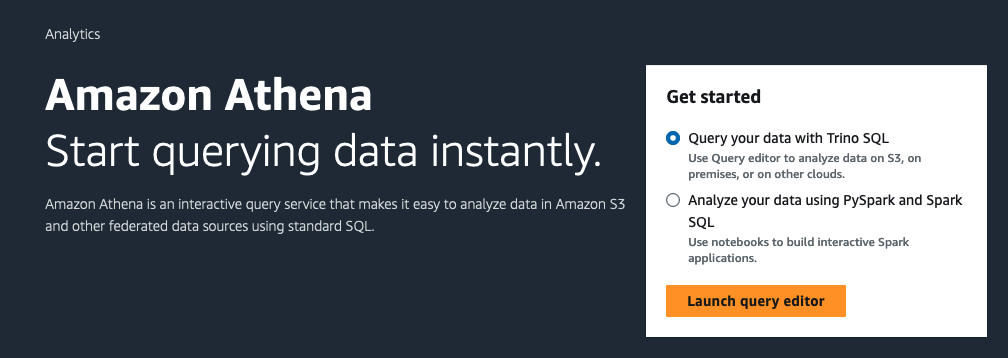 Analytics
Amazon Athena
Start querying data instantly.
Amazon Athena is an interactive query service that makes it easy to analyze data in Amazon S3
and other federated data sources using standard SQL.
Get started
Query your data with Trino SQL
Use Query editor to analyze data on S3, on
premises, or on other clouds.
Analyze your data using PySpark and Spark
SQL
Use notebooks to build interactive Spark
applications.
Launch query editor